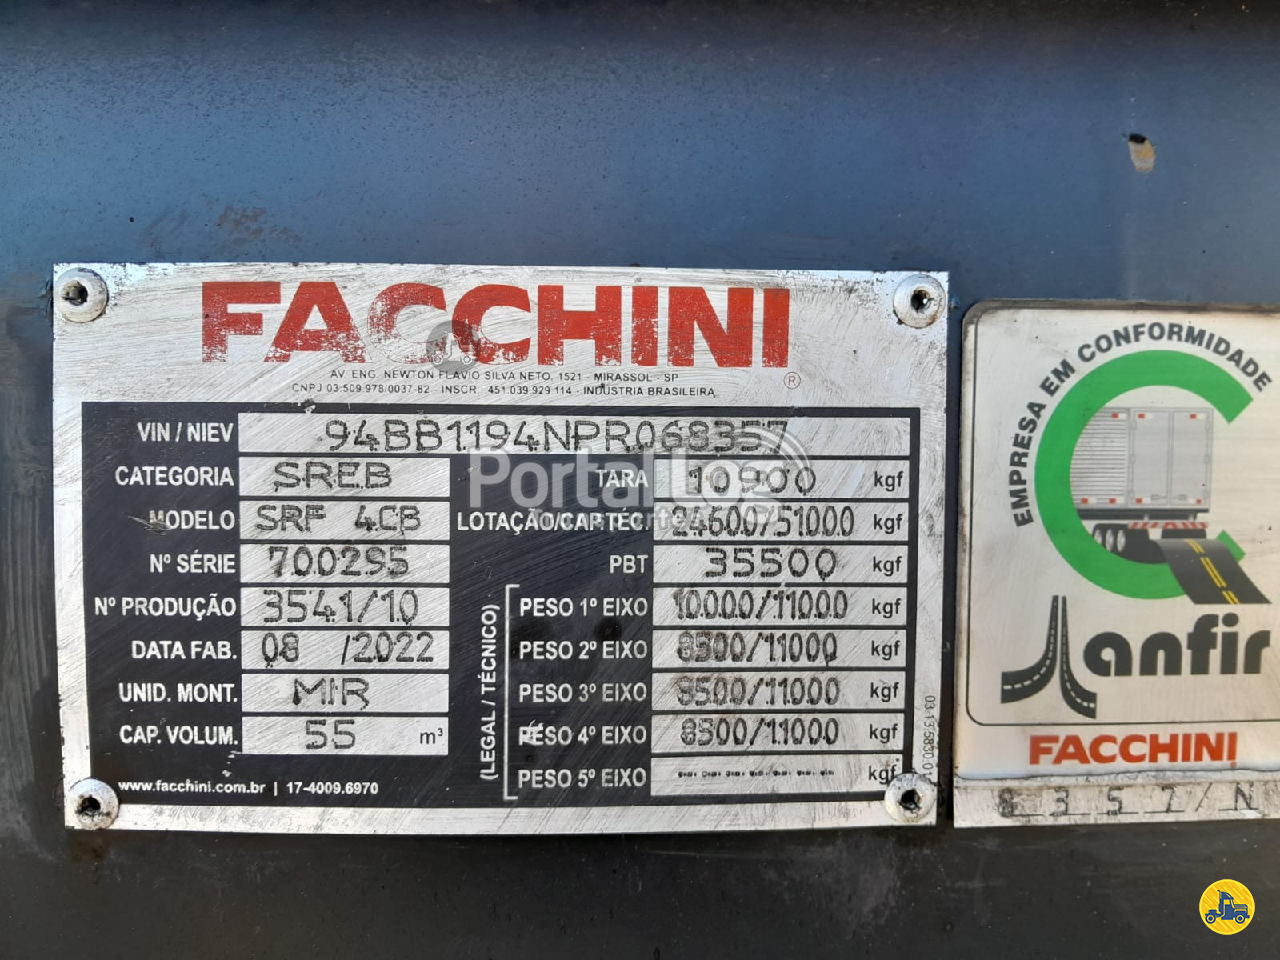 FACCHINI
AV. ENG. NEWTON FLAVIO SILVA NETO, 1521 - MIRASSOL - SP
CNPJ 03.509.978/0037-82 INSCR. 451.039.929.114 - INDÚSTRIA BRASILEIRA
®
VIN / NIEV 94BB1194NPR068357
CATEGORIA SREB TARA 10900 kgf
MODELO SRF 4CB LOTAÇÃO/CAP.TÉC. 24600/51000 kgf
Nº SÉRIE 700295 PBT 35500 kgf
Nº PRODUÇÃO 3541/10 PESO 1º EIXO 10000/11000 kgf
DATA FAB. 08 /2022 PESO 2º EIXO 8500/11000 kgf
UNID. MONT. MIR PESO 3º EIXO 8500/11000 kgf
CAP. VOLUM. 55 m³ PESO 4º EIXO 8500/11000 kgf
PESO 5º EIXO kgf
(LEGAL / TÉCNICO)
www.facchini.com.br | 17-4009.6970
EMPRESA EM CONFORMIDADE
anfir
FACCHINI
8357/N
Portal